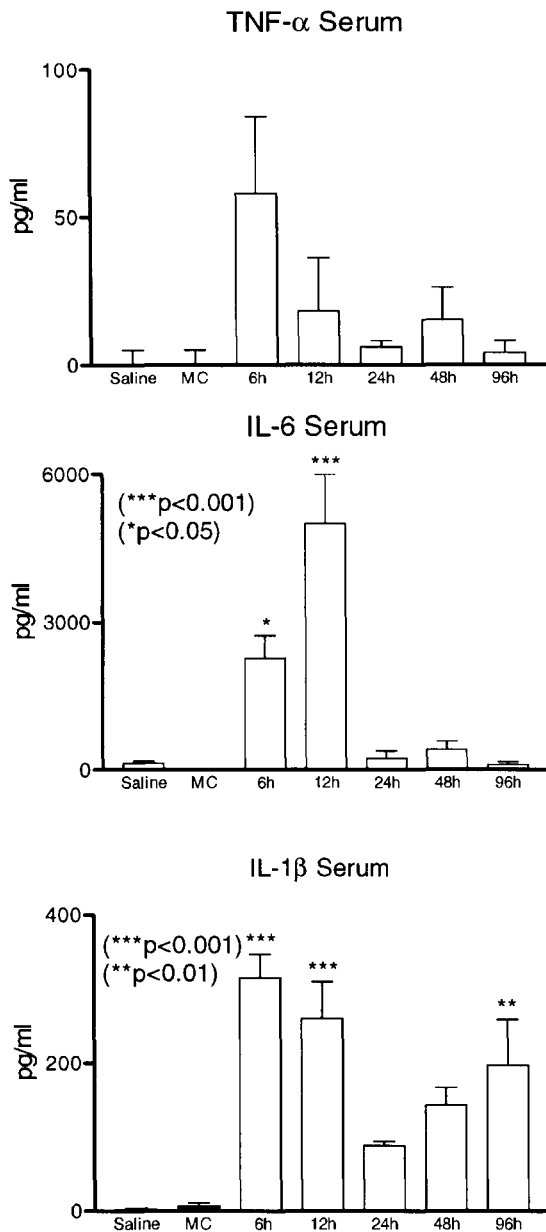 TNF-α Serum
100
50
0
pg/ml
Saline MC 6h 12h 24h 48h 96h
IL-6 Serum
6000
3000
0
pg/ml
(***p<0.001)
(*p<0.05)
* ***
Saline MC 6h 12h 24h 48h 96h
IL-1β Serum
400
200
0
pg/ml
(***p<0.001) *** ***
(**p<0.01) **
Saline MC 6h 12h 24h 48h 96h